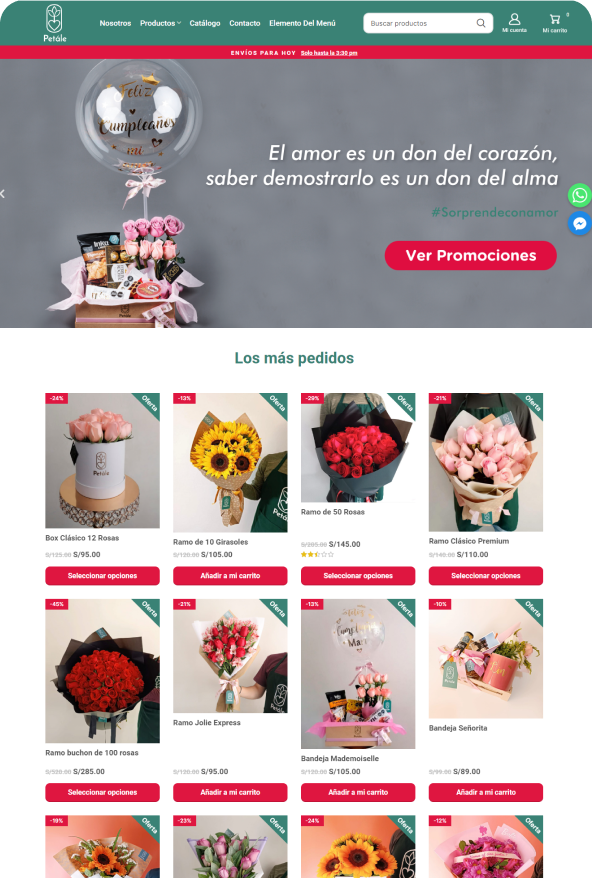 Nosotros Productos Catálogo Contacto Elemento Del Menú
Buscar productos
Mi cuenta
0
Mi carrito
Petále
ENVÍOS PARA HOY Solo hasta la 3:30 pm
Feliz
Cumpleaños
El amor es un don del corazón,
saber demostrarlo es un don del alma
#Sorprendeconamor
Ver Promociones
Los más pedidos
-24% Oferta
-13% Oferta
-29% Oferta
-21% Oferta
Petále
Box Clásico 12 Rosas
S/125.00 S/95.00
Seleccionar opciones
Ramo de 10 Girasoles
S/120.00 S/105.00
Añadir a mi carrito
Ramo de 50 Rosas
S/205.00 S/145.00
Seleccionar opciones
Ramo Clásico Premium
S/140.00 S/110.00
Seleccionar opciones
-45% Oferta
-21% Oferta
-13% Oferta
-10% Oferta
Ramo buchon de 100 rosas
S/285.00
Seleccionar opciones
Ramo Jolie Express
S/120.00 S/95.00
Añadir a mi carrito
Bandeja Mademoiselle
S/120.00 S/105.00
Añadir a mi carrito
Bandeja Señorita
S/99.00 S/89.00
Añadir a mi carrito
-19% Oferta
-23% Oferta
-24% Oferta
-12% Oferta